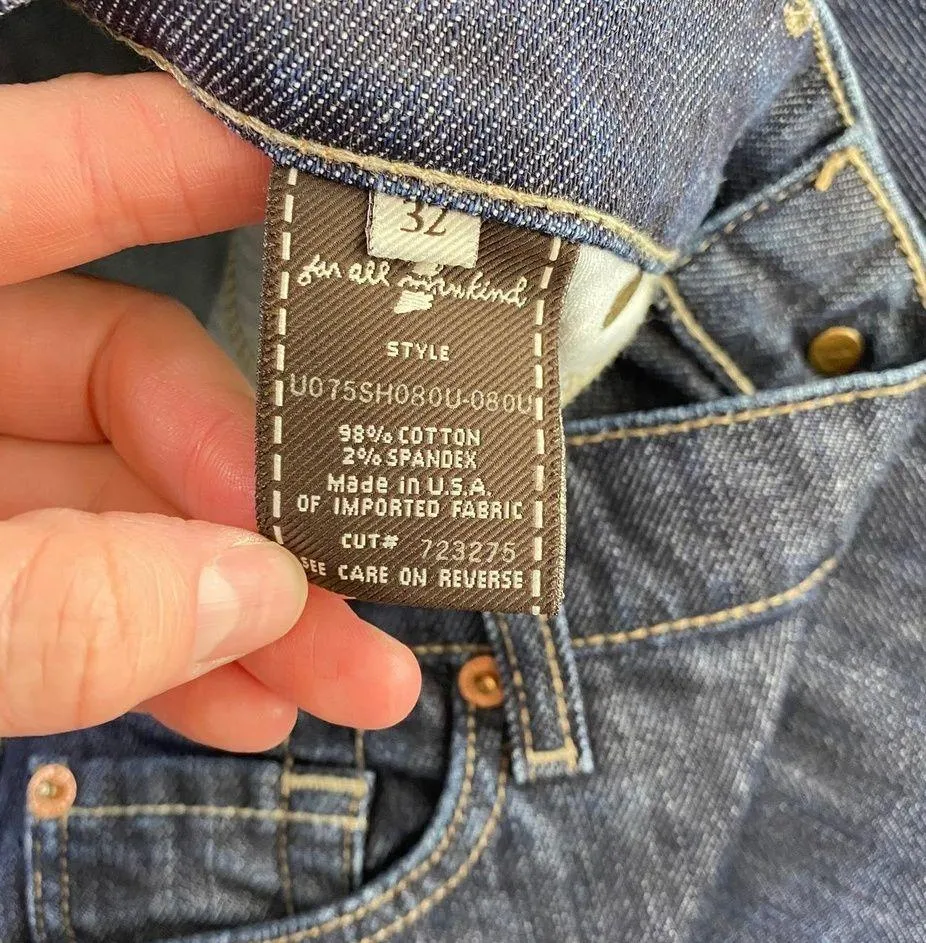 32
for all mankind
STYLE
U075SH080U-080U
98% COTTON
2% SPANDEX
Made in U.S.A.
OF IMPORTED FABRIC
CUT# 723275
SEE CARE ON REVERSE